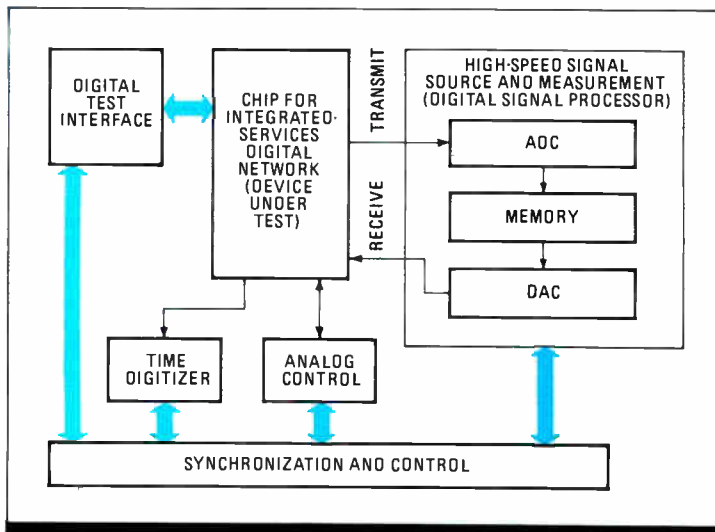 DIGITAL
TEST
INTERFACE
CHIP FOR
INTEGRATED-
SERVICES
DIGITAL
NETWORK
(DEVICE
UNDER
TEST)
TRANSMIT
RECEIVE
HIGH-SPEED SIGNAL
SOURCE AND MEASUREMENT
(DIGITAL SIGNAL PROCESSOR)
ADC
MEMORY
DAC
TIME
DIGITIZER
ANALOG
CONTROL
SYNCHRONIZATION AND CONTROL